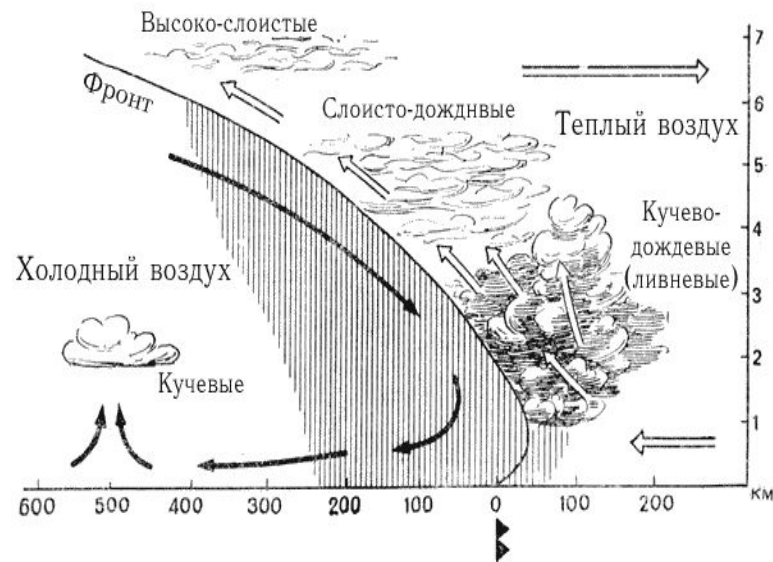 Высоко-слоистые
7
Фронт
6
Слоисто-дожднвые
Теплый воздух
5
Кучево-
дождевые
(ливневые)
4
Холодный воздух
3
2
Кучевые
1
600 500 400 300 200 100 0 100 200 км